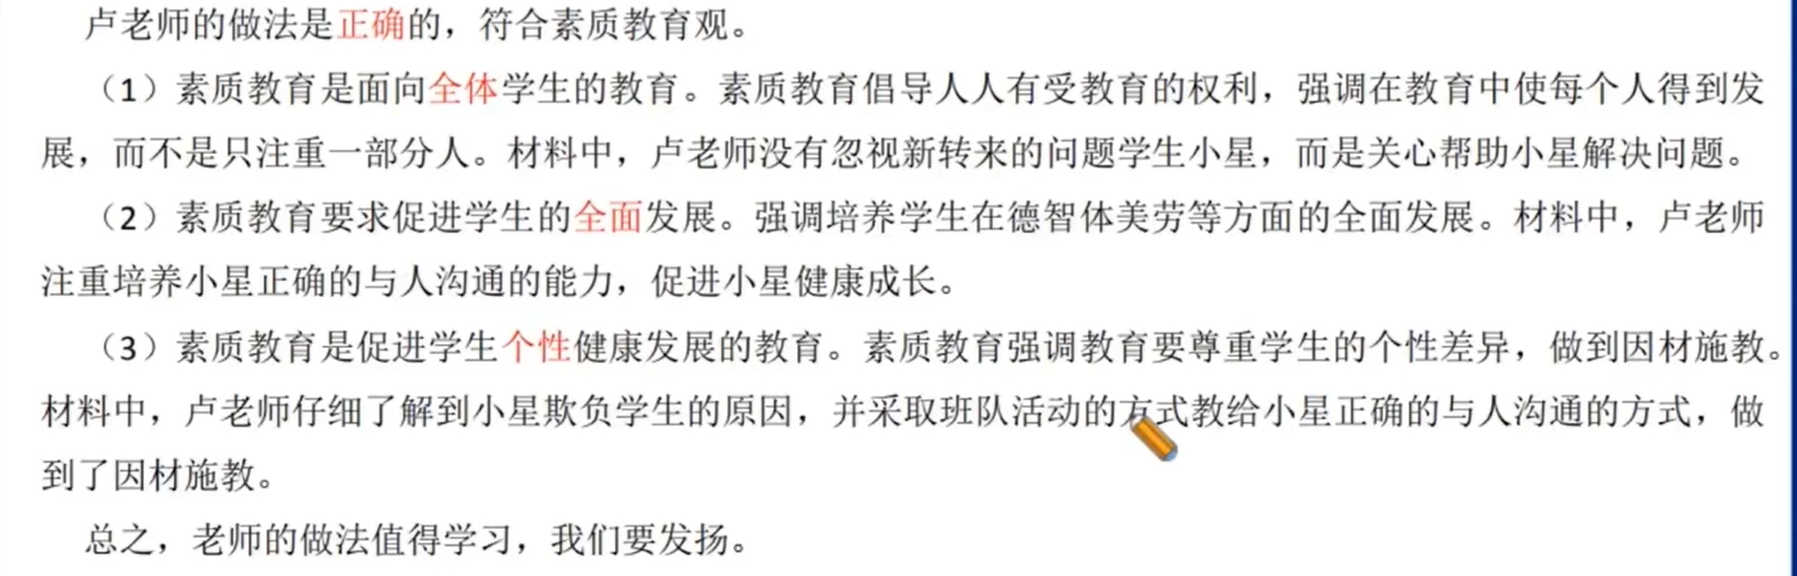 卢老师的做法是正确的，符合素质教育观。
（1）素质教育是面向全体学生的教育。素质教育倡导人人有受教育的权利，强调在教育中使每个人得到发
展，而不是只注重一部分人。材料中，卢老师没有忽视新转来的问题学生小星，而是关心帮助小星解决问题。
（2）素质教育要求促进学生的全面发展。强调培养学生在德智体美劳等方面的全面发展。材料中，卢老师
注重培养小星正确的与人沟通的能力，促进小星健康成长。
（3）素质教育是促进学生个性健康发展的教育。素质教育强调教育要尊重学生的个性差异，做到因材施教。
材料中，卢老师仔细了解到小星欺负学生的原因，并采取班队活动的方式教给小星正确的与人沟通的方式，做
到了因材施教。
总之，老师的做法值得学习，我们要发扬。